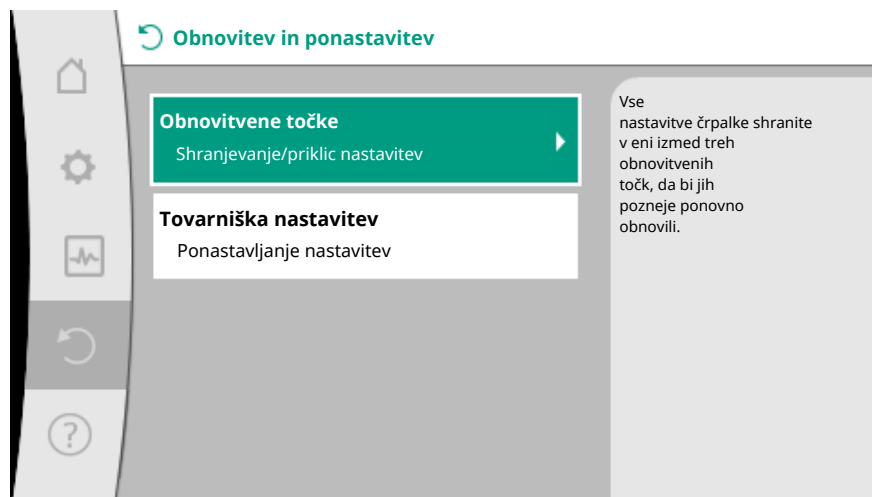 Obnovitev in ponastavitev
Obnovitvene točke
Shranjevanje/priklic nastavitev
Tovarniška nastavitev
Ponastavljanje nastavitev
Vse
nastavitve črpalke shranite
v eni izmed treh
obnovitvenih
točk, da bi jih
pozneje ponovno
obnovili.
?